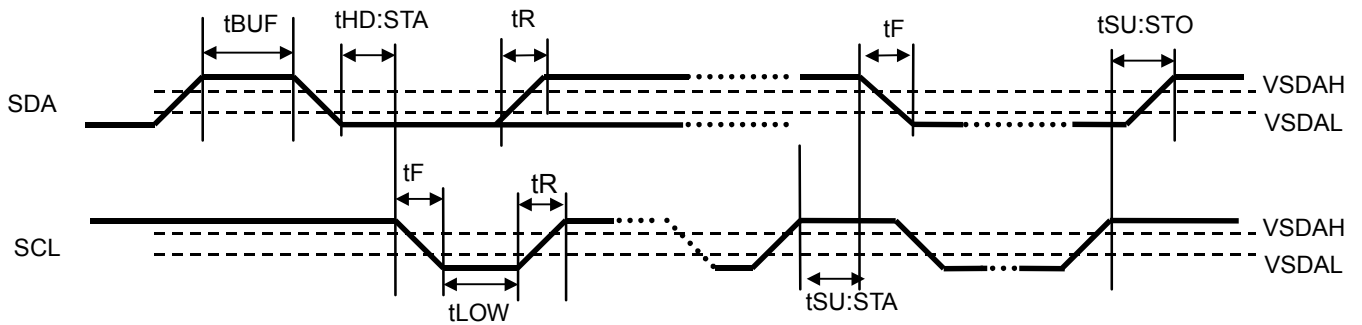 tBUF
tHD:STA
tR
tF
tSU:STO
SDA
VSDAH
VSDAL
tF
tR
SCL
VSDAH
VSDAL
tLOW
tSU:STA